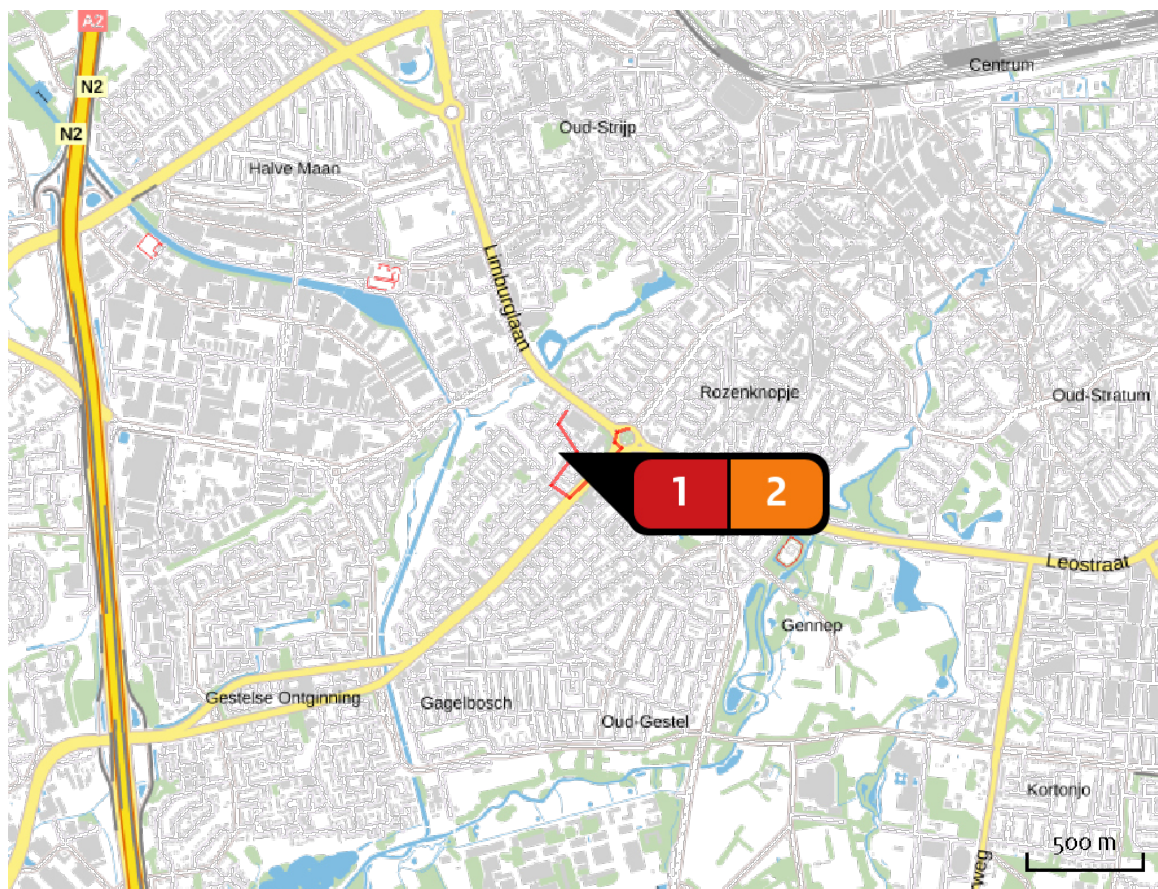 A2
Centrum
N2
N2
Oud-Strijp
Halve Maan
Limburglaan
Rozenknopje
Oud-Stratum
1
2
Leostraat
Gennep
Gestelse Ontginning
Gagelbosch
Oud-Gestel
Kortonjo
500 m
weg